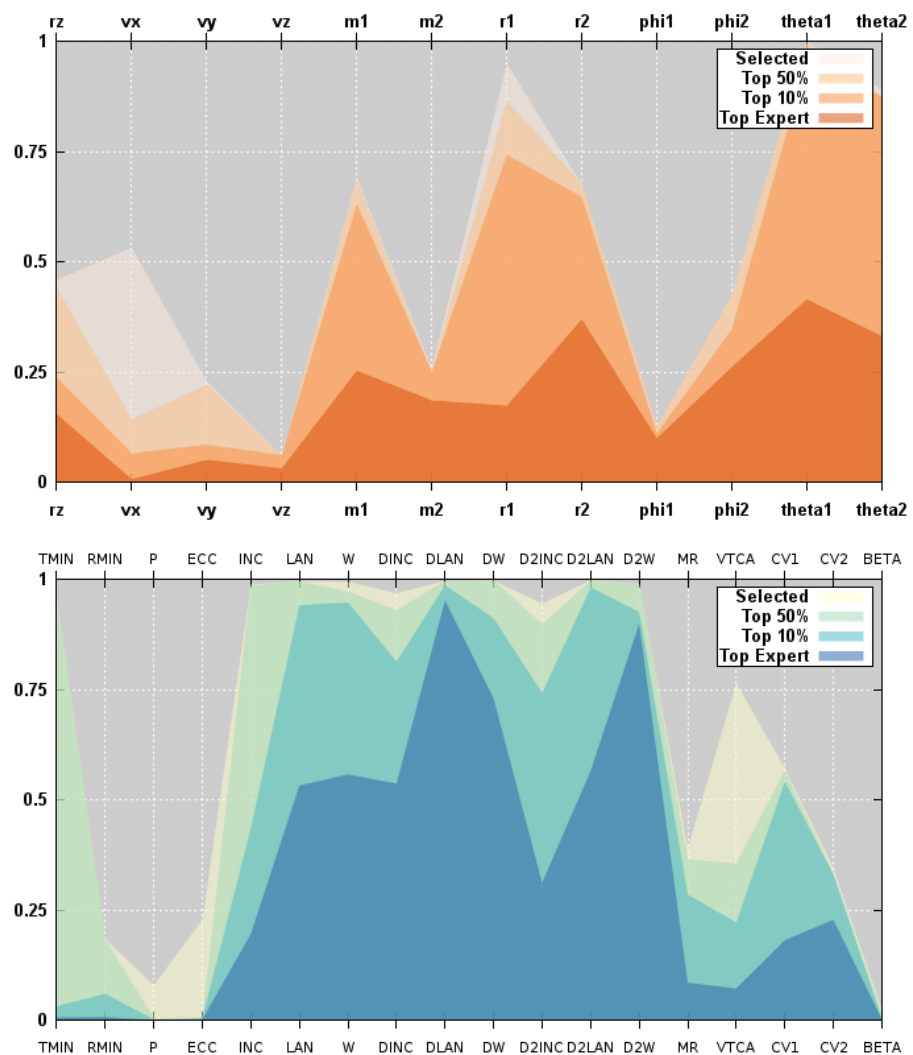 rz vx vy vz m1 m2 r1 r2 phi1 phi2 theta1 theta2
1
Selected
Top 50%
Top 10%
Top Expert
0.75
0.5
0.25
0
rz vx vy vz m1 m2 r1 r2 phi1 phi2 theta1 theta2
TMIN RMIN P ECC INC LAN W DINC DLAN DW D2INC D2LAN D2W MR VTCA CV1 CV2 BETA
1
Selected
Top 50%
Top 10%
Top Expert
0.75
0.5
0.25
0
TMIN RMIN P ECC INC LAN W DINC DLAN DW D2INC D2LAN D2W MR VTCA CV1 CV2 BETA